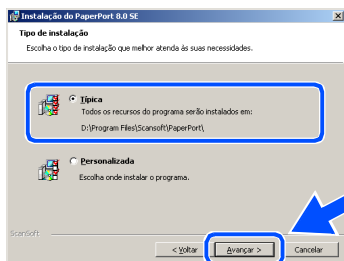 Instalação do PaperPort 8.0 SE
Tipo de instalação
Escolha o tipo de instalação que melhor atenda às suas necessidades.
Típica
Todos os recursos do programa serão instalados em:
D:\Program Files\Scansoft\PaperPort\
Personalizada
Escolha onde instalar o programa.
ScanSoft
< Voltar
Avançar >
Cancelar